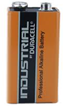 INDUSTRIAL
by DURACELL®
Professional Alkaline Battery